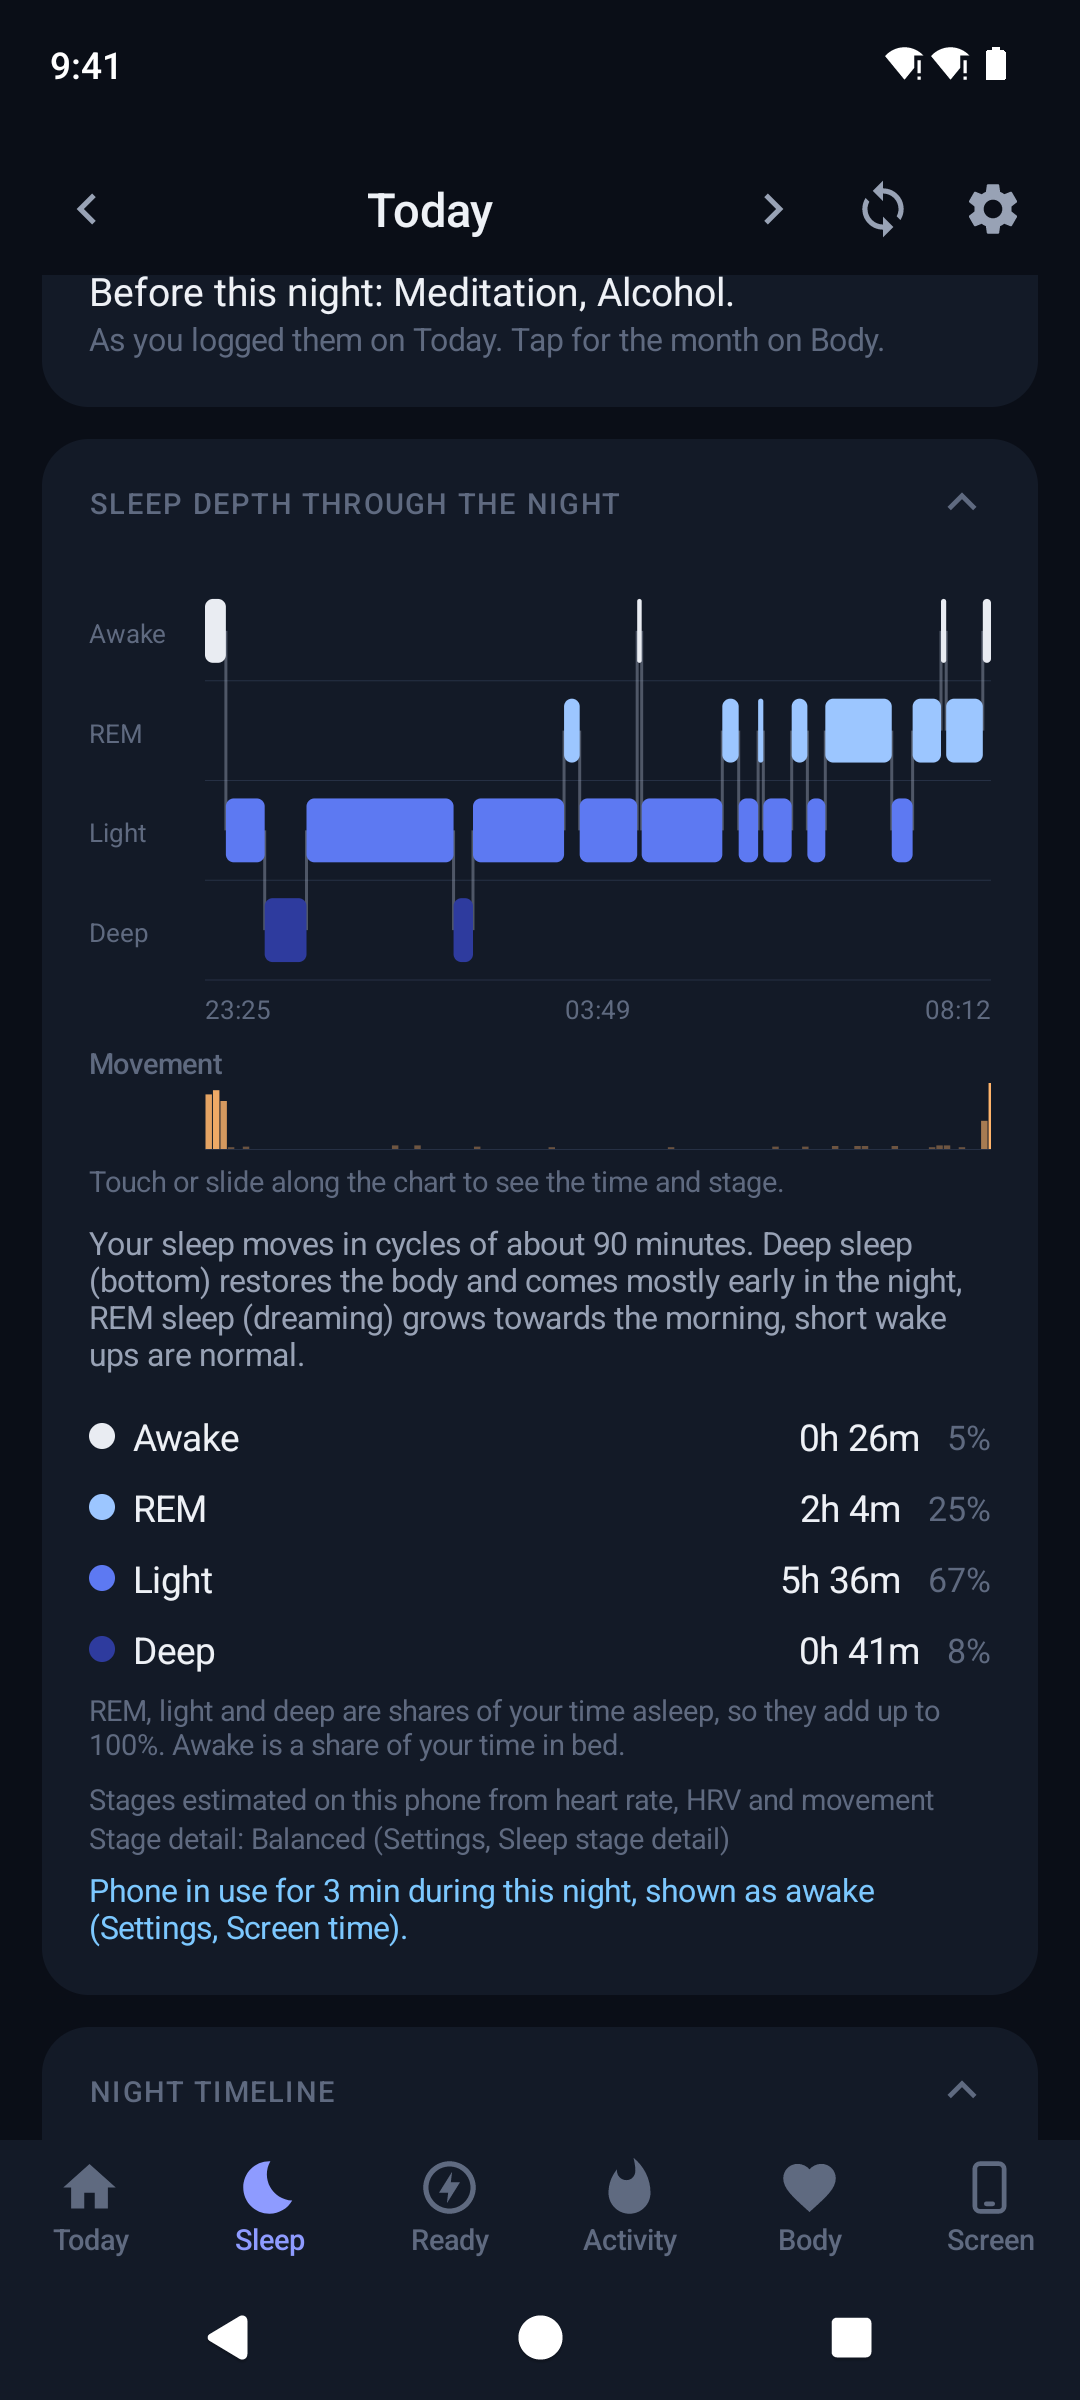 9:41
Today
Before this night: Meditation, Alcohol.
As you logged them on Today. Tap for the month on Body.
SLEEP DEPTH THROUGH THE NIGHT
Awake
REM
Light
Deep
23:25 03:49 08:12
Movement
Touch or slide along the chart to see the time and stage.
Your sleep moves in cycles of about 90 minutes. Deep sleep
(bottom) restores the body and comes mostly early in the night,
REM sleep (dreaming) grows towards the morning, short wake
ups are normal.
Awake 0h 26m 5%
REM 2h 4m 25%
Light 5h 36m 67%
Deep 0h 41m 8%
REM, light and deep are shares of your time asleep, so they add up to
100%. Awake is a share of your time in bed.
Stages estimated on this phone from heart rate, HRV and movement
Stage detail: Balanced (Settings, Sleep stage detail)
Phone in use for 3 min during this night, shown as awake
(Settings, Screen time).
NIGHT TIMELINE
Today Sleep Ready Activity Body Screen